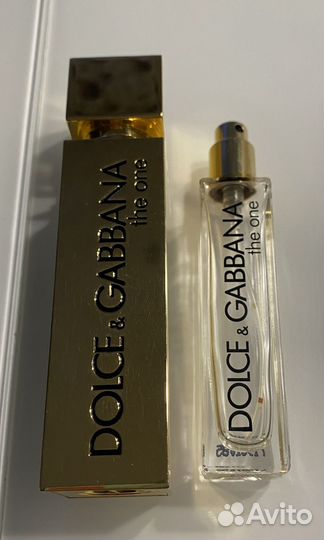 DOLCE & GABBANA
the one
DOLCE & GABBANA
the one
Avito